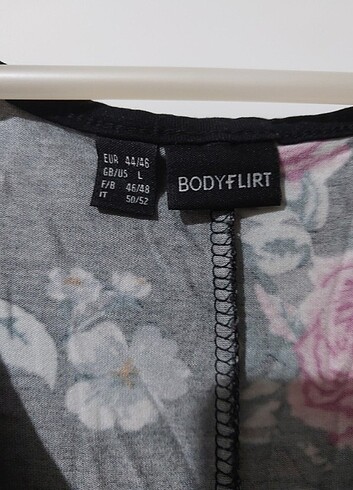 EUR 44/46
GB/US L
F/B 46/48
IT 50/52
BODYFLIRT